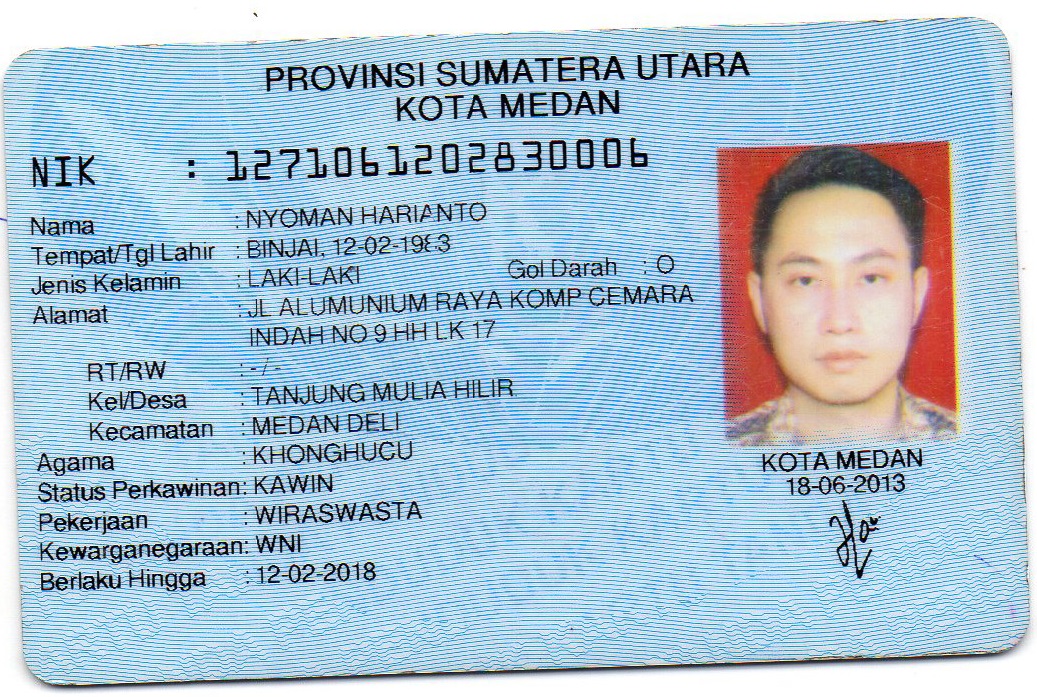 PROVINSI SUMATERA UTARA
KOTA MEDAN
NIK : 1271061202830006
Nama : NYOMAN HARIANTO
Tempat/Tgl Lahir : BINJAI, 12-02-1983
Jenis Kelamin : LAKI-LAKI Gol Darah : O
Alamat : JL ALUMUNIUM RAYA KOMP CEMARA
INDAH NO 9 HH LK 17
RT/RW : - / -
Kel/Desa : TANJUNG MULIA HILIR
Kecamatan : MEDAN DELI
Agama : KHONGHUCU
Status Perkawinan: KAWIN
Pekerjaan : WIRASWASTA
Kewarganegaraan: WNI
Berlaku Hingga : 12-02-2018
KOTA MEDAN
18-06-2013